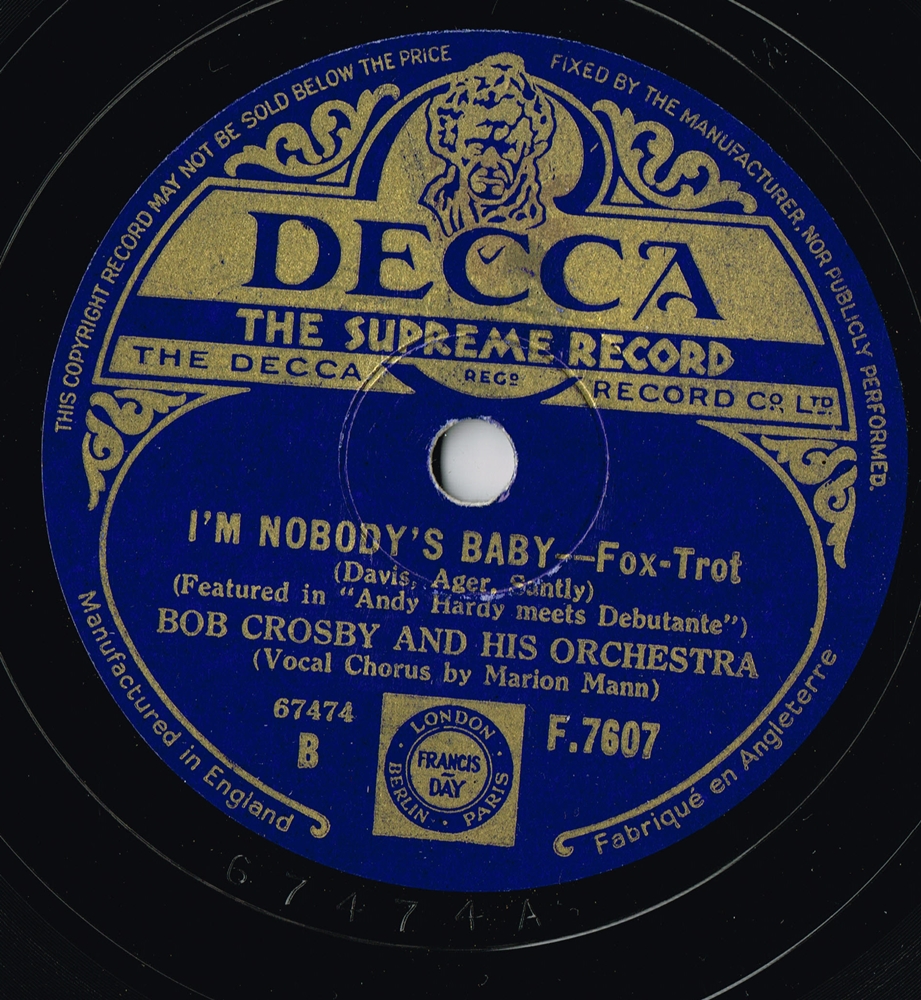 THIS COPYRIGHT RECORD MAY NOT BE SOLD BELOW THE PRICE FIXED BY THE MANUFACTURER, NOR PUBLICLY PERFORMED.
DECCA
THE SUPREME RECORD
THE DECCA REGD RECORD CO. LTD.
I'M NOBODY'S BABY—Fox-Trot
(Davis, Ager, Santly)
(Featured in "Andy Hardy meets Debutante")
BOB CROSBY AND HIS ORCHESTRA
(Vocal Chorus by Marion Mann)
67474
B
F.7607
LONDON
FRANCIS-DAY
BERLIN · PARIS
Manufactured in England
Fabriqué en Angleterre
67474A